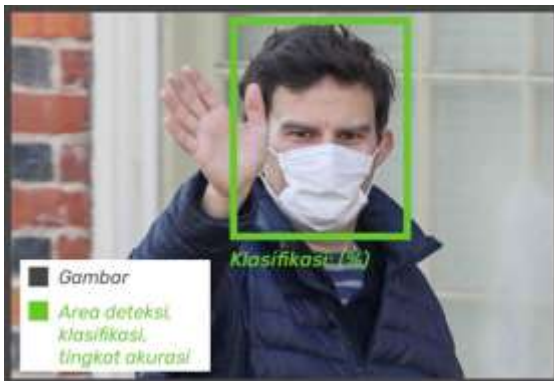 Klasifikasi (%)
Gambar
Area deteksi,
klasifikasi,
tingkat akurasi